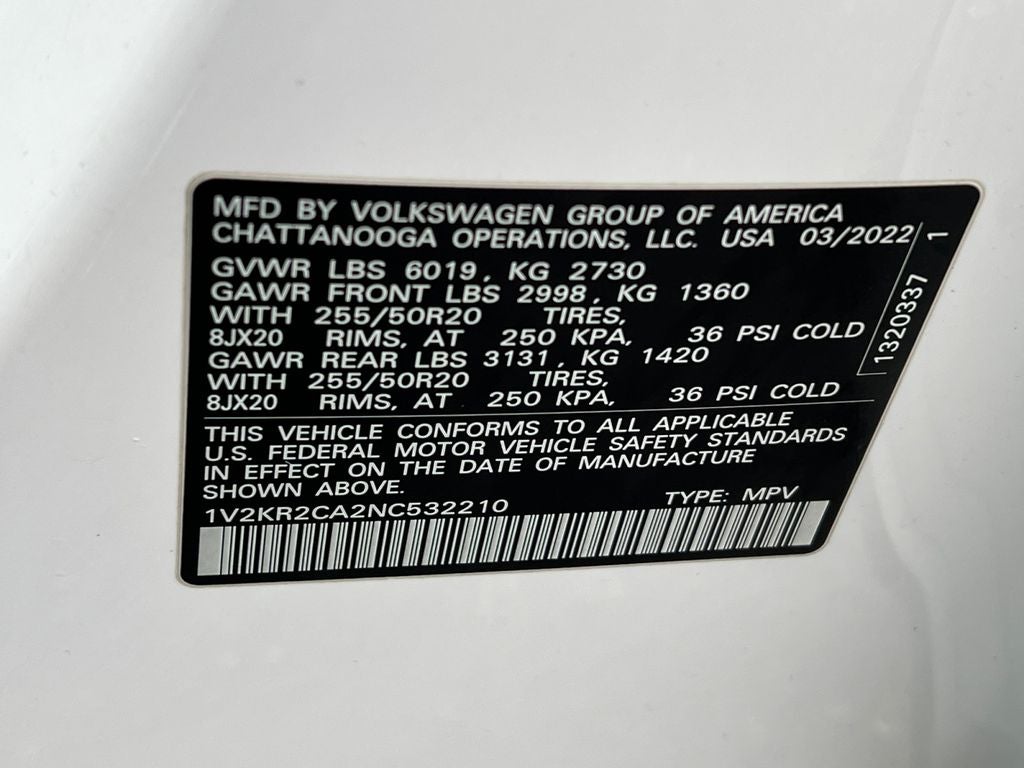 MFD BY VOLKSWAGEN GROUP OF AMERICA
CHATTANOOGA OPERATIONS, LLC. USA 03/2022
GVWR LBS 6019, KG 2730
GAWR FRONT LBS 2998, KG 1360
WITH 255/50R20 TIRES,
8JX20 RIMS, AT 250 KPA, 36 PSI COLD
GAWR REAR LBS 3131, KG 1420
WITH 255/50R20 TIRES,
8JX20 RIMS, AT 250 KPA, 36 PSI COLD
1320337 1
THIS VEHICLE CONFORMS TO ALL APPLICABLE
U.S. FEDERAL MOTOR VEHICLE SAFETY STANDARDS
IN EFFECT ON THE DATE OF MANUFACTURE
SHOWN ABOVE.
1V2KR2CA2NC532210 TYPE: MPV